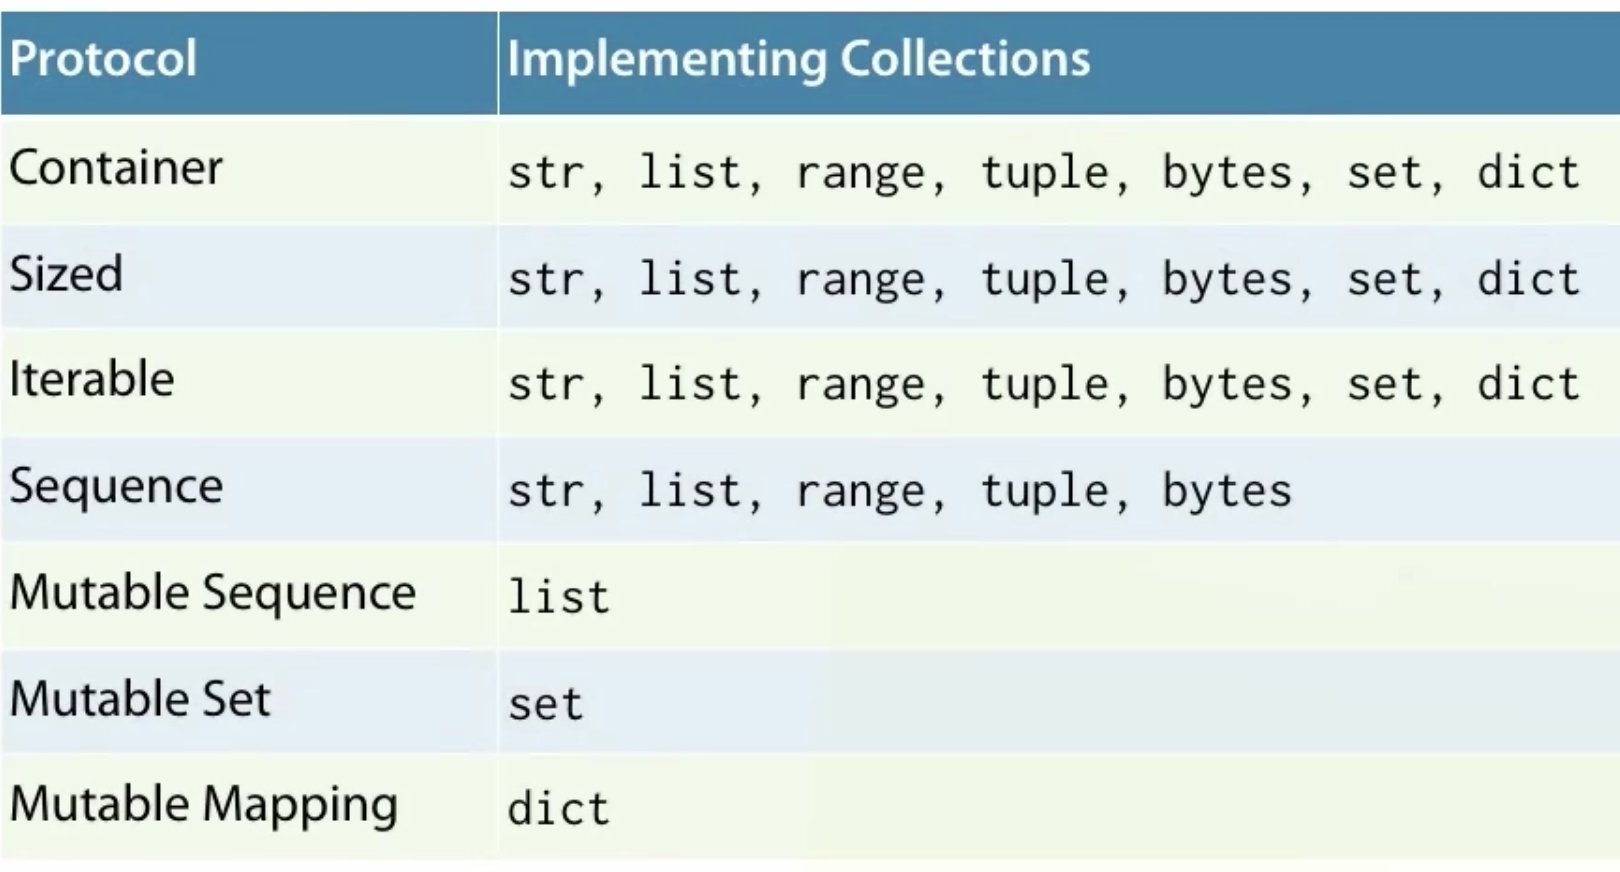 Protocol Implementing Collections
Container str, list, range, tuple, bytes, set, dict
Sized str, list, range, tuple, bytes, set, dict
Iterable str, list, range, tuple, bytes, set, dict
Sequence str, list, range, tuple, bytes
Mutable Sequence list
Mutable Set set
Mutable Mapping dict